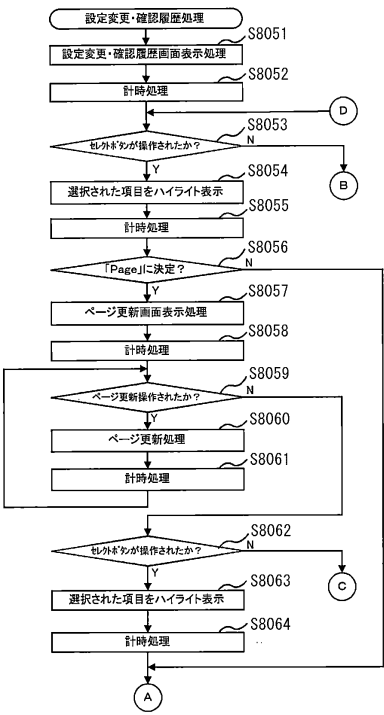 設定変更・確認履歴処理
S8051
設定変更・確認履歴画面表示処理
S8052
計時処理
D
S8053
セレクトボタンが操作されたか?
N
Y
B
S8054
選択された項目をハイライト表示
S8055
計時処理
S8056
「Page」に決定?
N
Y
S8057
ページ更新画面表示処理
S8058
計時処理
S8059
ページ更新操作されたか?
N
Y
S8060
ページ更新処理
S8061
計時処理
S8062
セレクトボタンが操作されたか?
N
Y
C
S8063
選択された項目をハイライト表示
S8064
計時処理
A